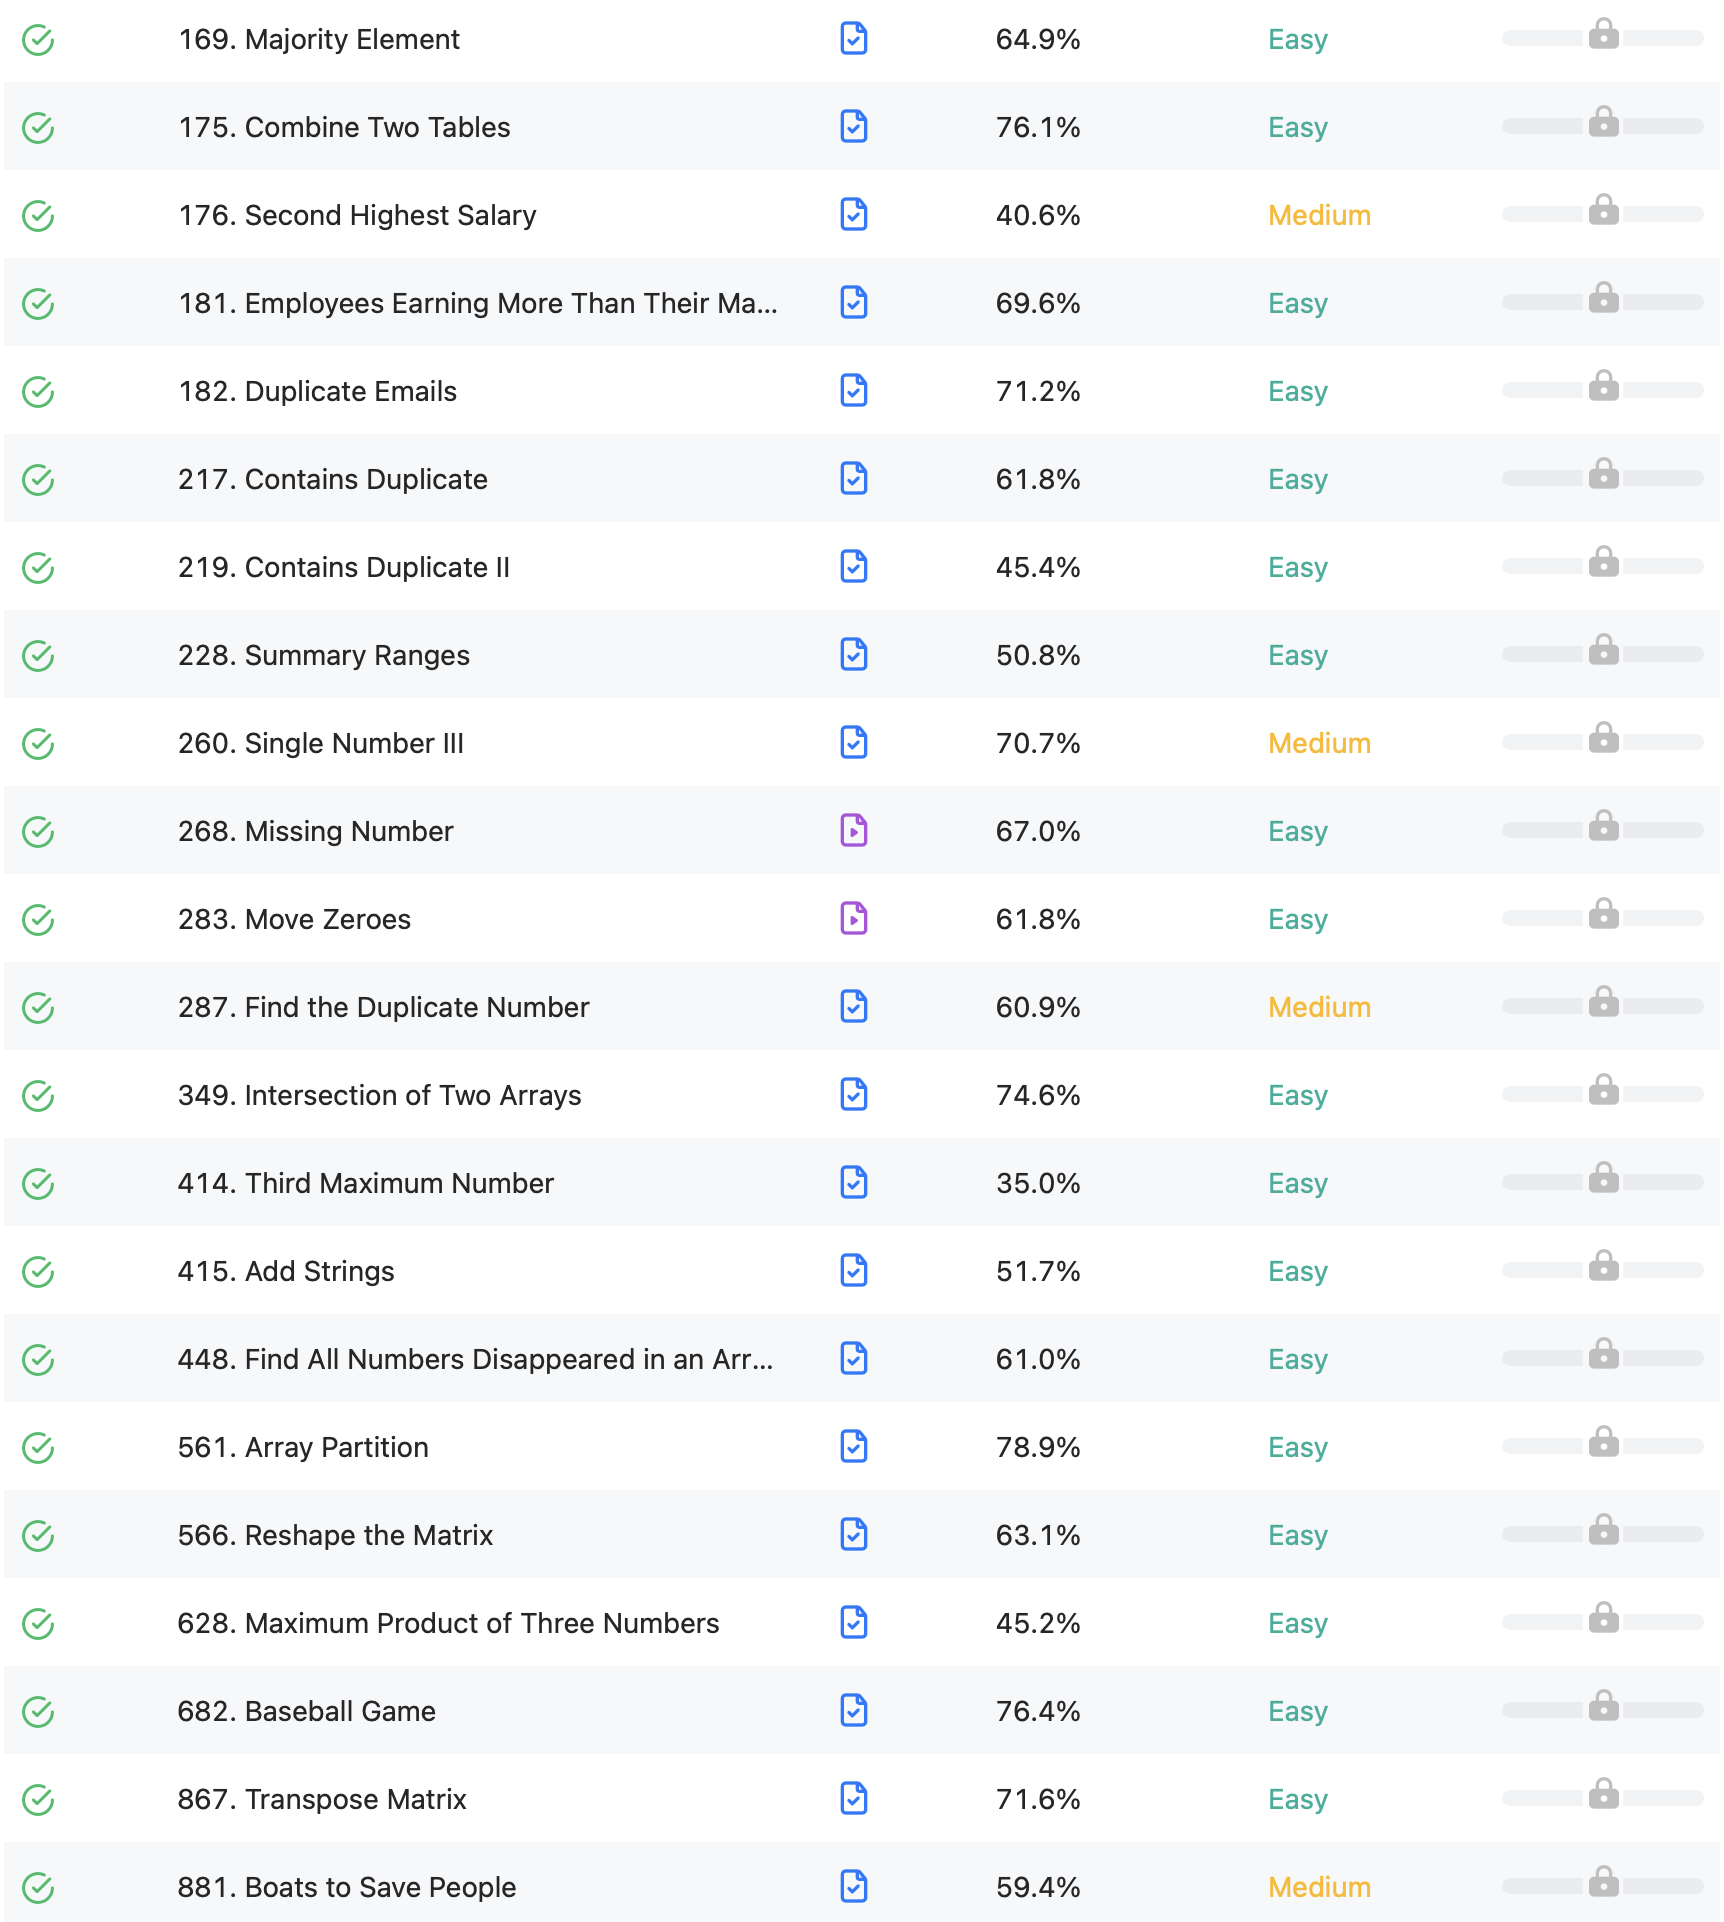 169. Majority Element 64.9% Easy
175. Combine Two Tables 76.1% Easy
176. Second Highest Salary 40.6% Medium
181. Employees Earning More Than Their Ma... 69.6% Easy
182. Duplicate Emails 71.2% Easy
217. Contains Duplicate 61.8% Easy
219. Contains Duplicate II 45.4% Easy
228. Summary Ranges 50.8% Easy
260. Single Number III 70.7% Medium
268. Missing Number 67.0% Easy
283. Move Zeroes 61.8% Easy
287. Find the Duplicate Number 60.9% Medium
349. Intersection of Two Arrays 74.6% Easy
414. Third Maximum Number 35.0% Easy
415. Add Strings 51.7% Easy
448. Find All Numbers Disappeared in an Arr... 61.0% Easy
561. Array Partition 78.9% Easy
566. Reshape the Matrix 63.1% Easy
628. Maximum Product of Three Numbers 45.2% Easy
682. Baseball Game 76.4% Easy
867. Transpose Matrix 71.6% Easy
881. Boats to Save People 59.4% Medium